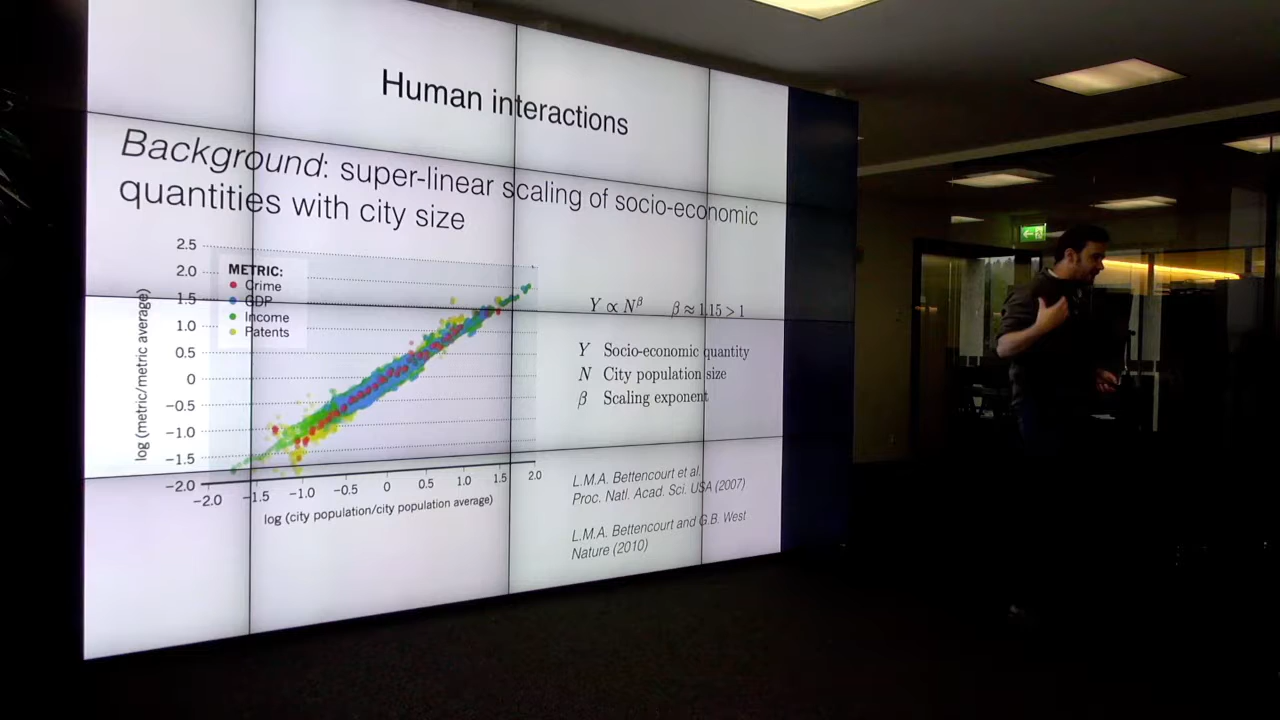 Human interactions
Background: super-linear scaling of socio-economic
quantities with city size
2.5
2.0
1.5
1.0
0.5
0
−0.5
−1.0
−1.5
−2.0
METRIC:
Crime
GDP
Income
Patents
log (metric/metric average)
−2.0 −1.5 −1.0 −0.5 0 0.5 1.0 1.5 2.0
log (city population/city population average)
Y ∝ N^β β ≈ 1.15 > 1
Y Socio-economic quantity
N City population size
β Scaling exponent
L.M.A. Bettencourt et al.
Proc. Natl. Acad. Sci. USA (2007)
L.M.A. Bettencourt and G.B. West
Nature (2010)